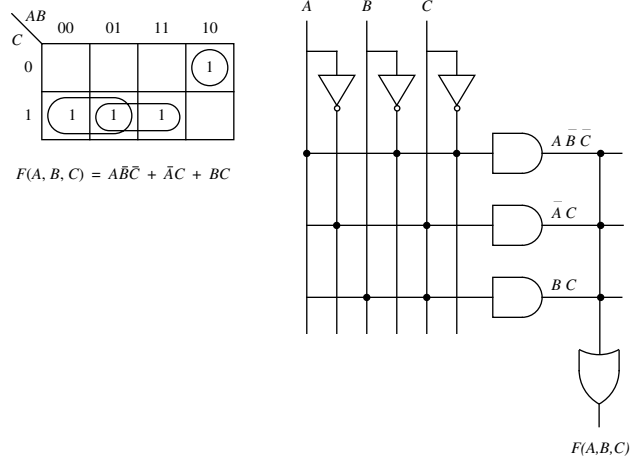 AB
C
00 01 11 10
0 1
1 1 1 1
F(A, B, C) = AB̄C̄ + ĀC + BC
A B C
A B̄ C̄
Ā C
B C
F(A,B,C)